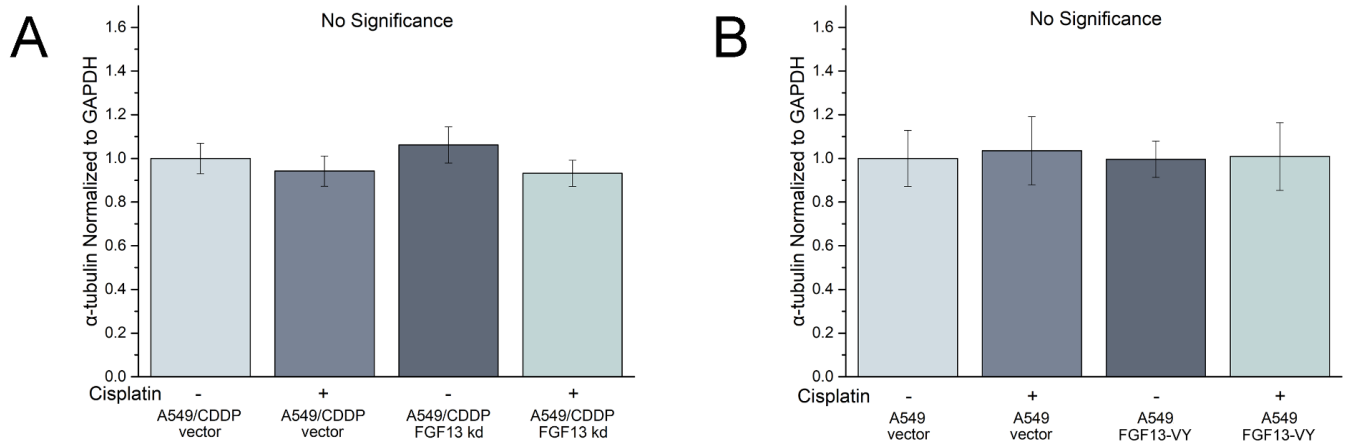 A
No Significance
α-tubulin Normalized to GAPDH
1.6
1.4
1.2
1.0
0.8
0.6
0.4
0.2
0.0
Cisplatin - + - +
A549/CDDP A549/CDDP A549/CDDP A549/CDDP
vector vector FGF13 kd FGF13 kd
B
No Significance
α-tubulin Normalized to GAPDH
1.6
1.4
1.2
1.0
0.8
0.6
0.4
0.2
0.0
Cisplatin - + - +
A549 A549 A549 A549
vector vector FGF13-VY FGF13-VY